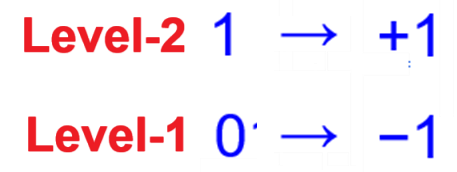 Level-2 1 → +1
Level-1 0 → −1